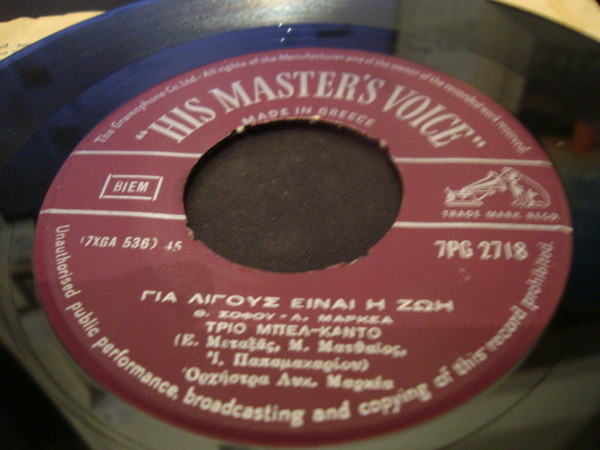 The Gramophone Co. Ltd. - All rights of the Manufacturer and of the owner of the recorded work reserved.
"HIS MASTER'S VOICE"
MADE IN GREECE
BIEM
TRADE MARK REGD.
(7XGA 536) 45
7PG 2718
ΓΙΑ ΛΙΓΟΥΣ ΕΙΝΑΙ Η ΖΩΗ
Θ. ΣΟΦΟΥ - Λ. ΜΑΡΚΕΑ
ΤΡΙΟ ΜΠΕΛ-ΚΑΝΤΟ
(Ε. Μεταξᾶς, Μ. Ματθαῖος,
Ἰ. Παπαμακαρίου)
Ὀρχήστρα Λυκ. Μαρκέα
Unauthorised public performance, broadcasting and copying of this record prohibited.